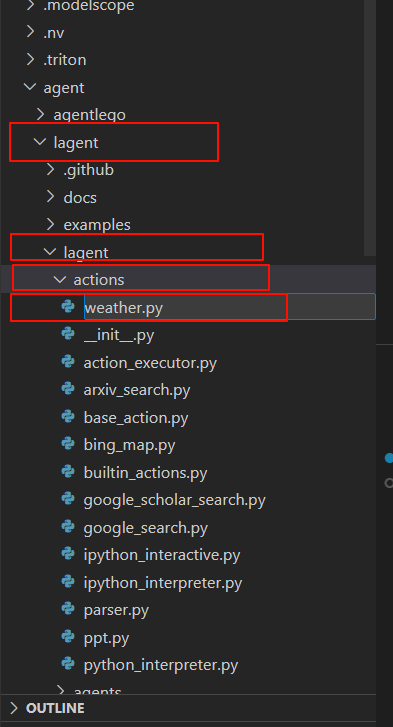 .modelscope
.nv
.triton
agent
agentlego
lagent
.github
docs
examples
lagent
actions
weather.py
__init__.py
action_executor.py
arxiv_search.py
base_action.py
bing_map.py
builtin_actions.py
google_scholar_search.py
google_search.py
ipython_interactive.py
ipython_interpreter.py
parser.py
ppt.py
python_interpreter.py
agents
OUTLINE